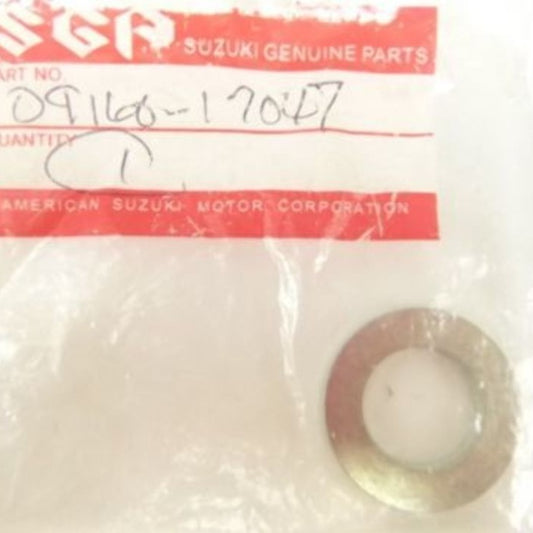 SGP SUZUKI GENUINE PARTS
ART NO.
09160-17047
QUANTITY
1
AMERICAN SUZUKI MOTOR CORPORATION